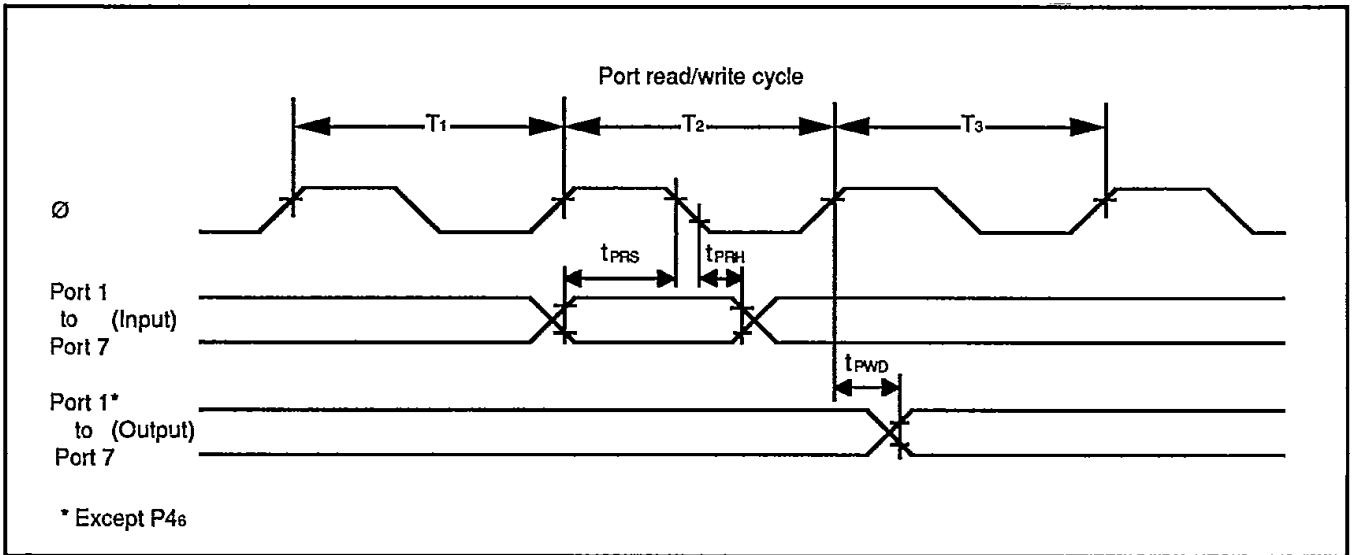 Port read/write cycle
T1 T2 T3
Ø
tPRS tPRH
Port 1
to (Input)
Port 7
tPWD
Port 1*
to (Output)
Port 7
* Except P46